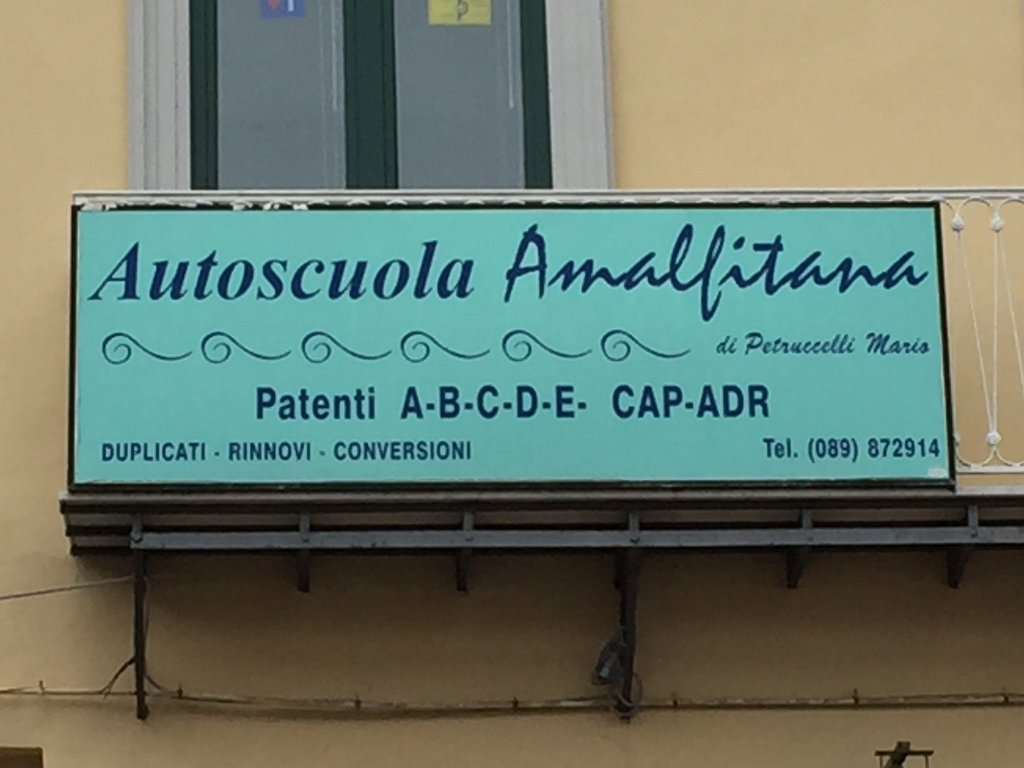 Autoscuola Amalfitana
di Petruccelli Mario
Patenti A-B-C-D-E- CAP-ADR
DUPLICATI - RINNOVI - CONVERSIONI Tel. (089) 872914